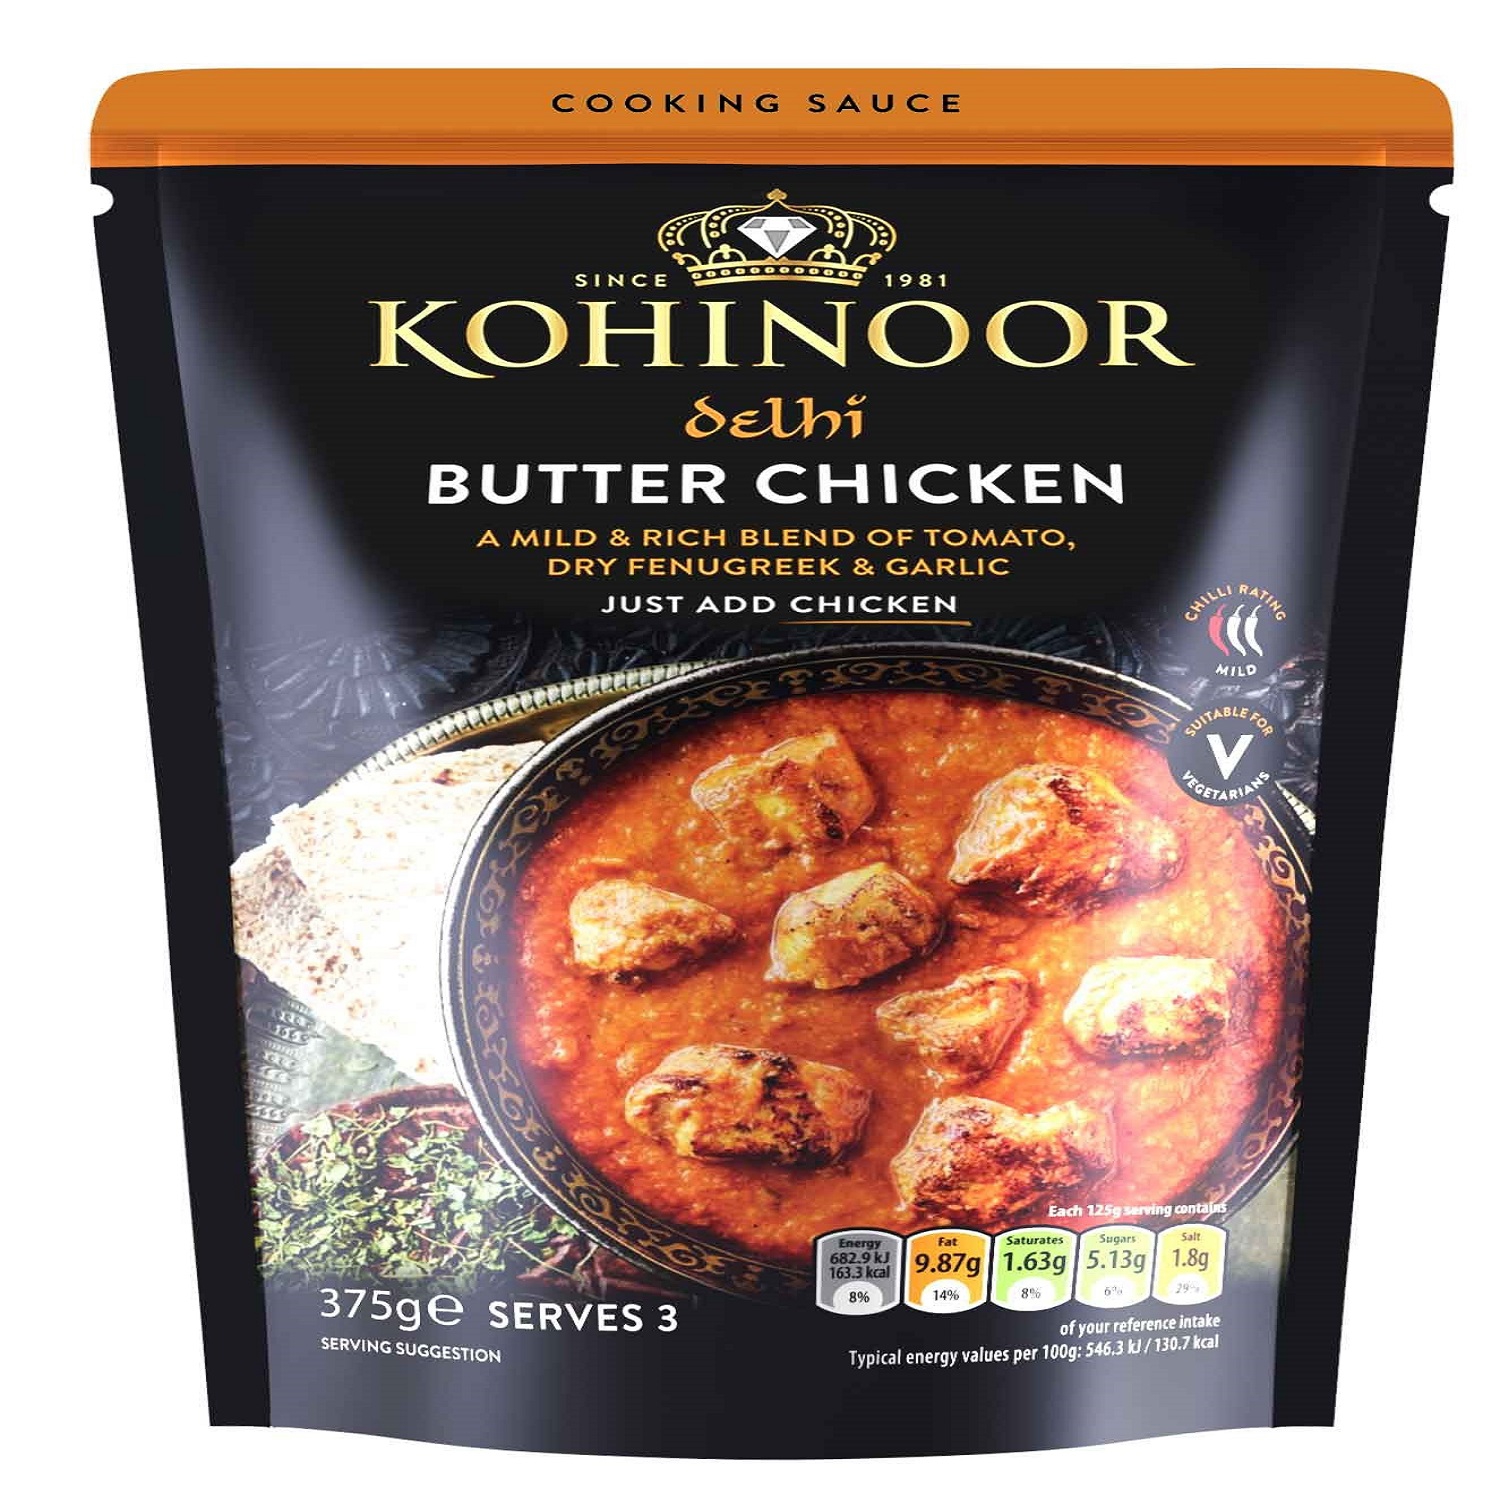 COOKING SAUCE
SINCE 1981
KOHINOOR
delhi
BUTTER CHICKEN
A MILD & RICH BLEND OF TOMATO,
DRY FENUGREEK & GARLIC
JUST ADD CHICKEN
CHILLI RATING
MILD
SUITABLE FOR
V
VEGETARIANS
Each 125g serving contains
Energy Fat Saturates Sugars Salt
682.9 kJ 9.87g 1.63g 5.13g 1.8g
163.3 kcal
8% 14% 8% 6% 29%
of your reference intake
Typical energy values per 100g: 546.3 kJ / 130.7 kcal
375g℮ SERVES 3
SERVING SUGGESTION